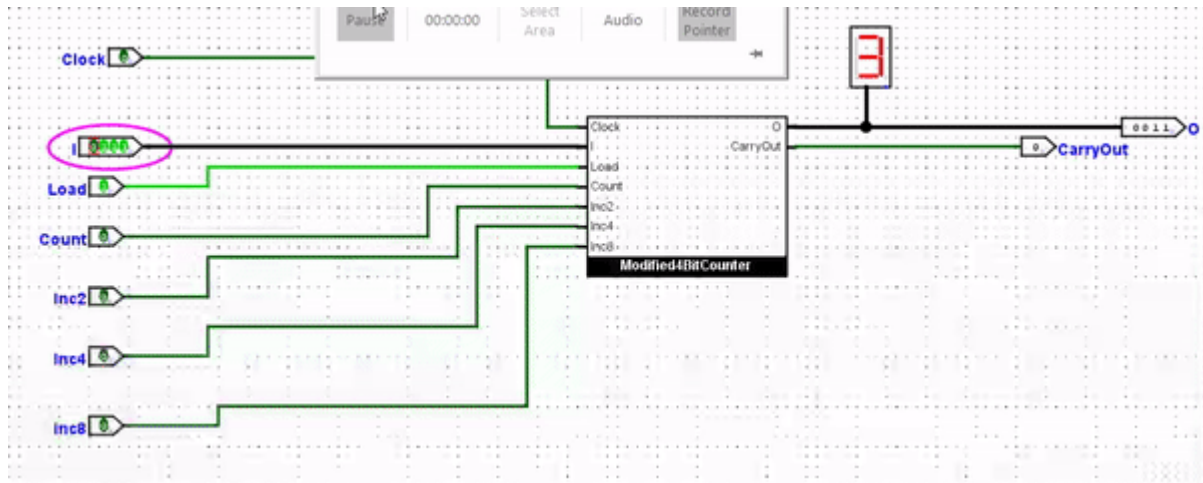 Pause 00:00:00 Select Area Audio Record Pointer
Clock 0
3
Clock O
I I 0011 O
Load CarryOut 0 CarryOut
Load 0 Count
Inc2
Count 0 Inc4
Inc8
Modified4BitCounter
Inc2 0
Inc4 0
Inc8 0